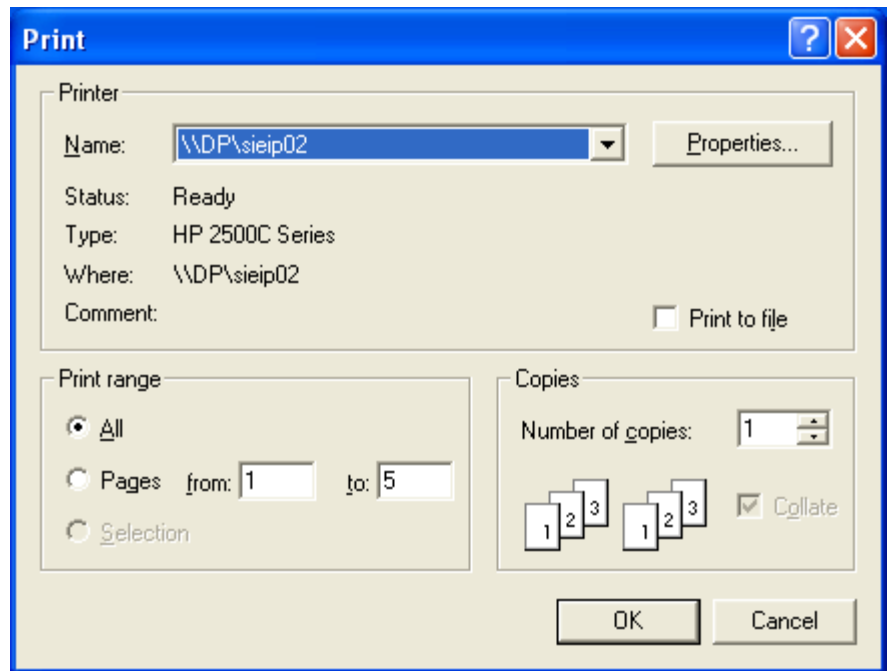 Print
Printer
Name: \\DP\sieip02 Properties...
Status: Ready
Type: HP 2500C Series
Where: \\DP\sieip02
Comment: Print to file
Print range
All
Pages from: 1 to: 5
Selection
Copies
Number of copies: 1
1 2 3 1 2 3 Collate
OK Cancel